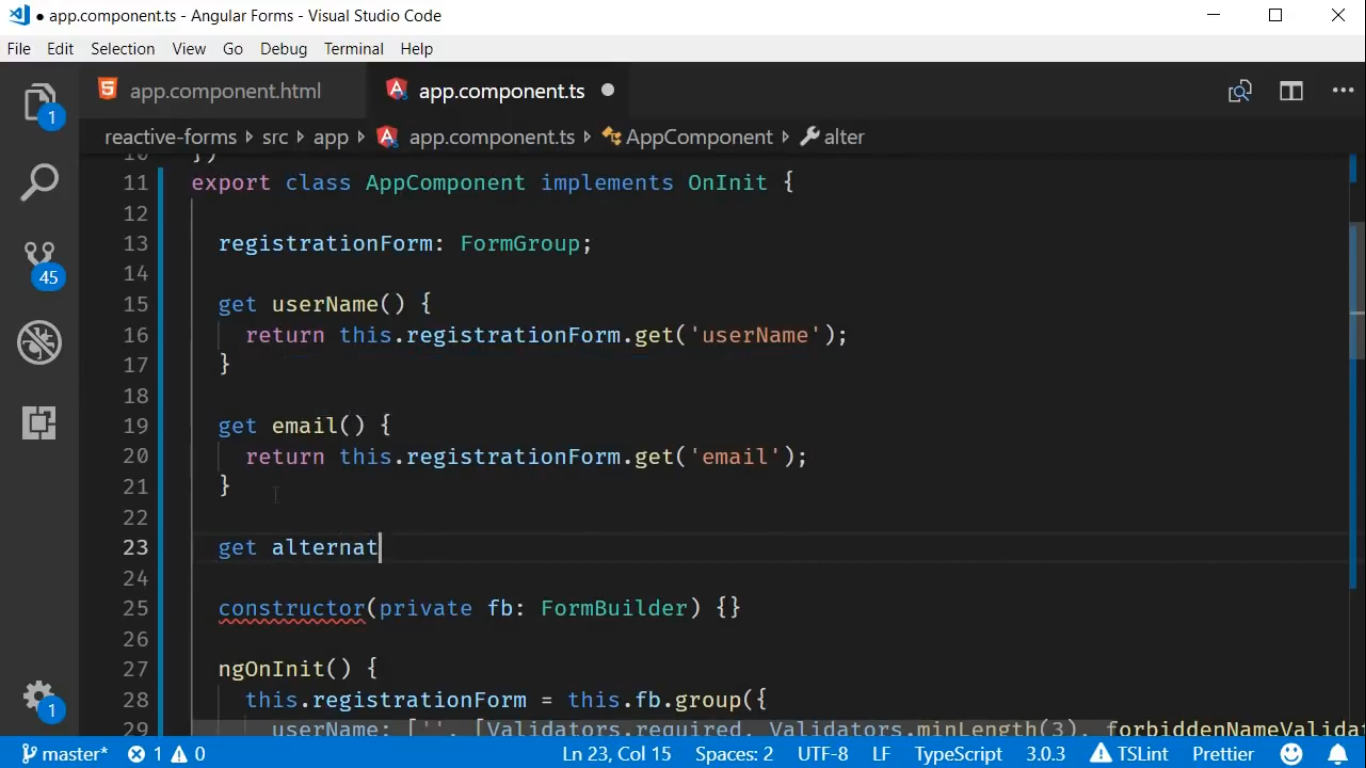 ● app.component.ts - Angular Forms - Visual Studio Code
File Edit Selection View Go Debug Terminal Help
1
app.component.html
app.component.ts ●
reactive-forms src app app.component.ts AppComponent alter
10 })
11 export class AppComponent implements OnInit {
12
13 registrationForm: FormGroup;
14
15 get userName() {
16 return this.registrationForm.get('userName');
17 }
18
19 get email() {
20 return this.registrationForm.get('email');
21 }
22
23 get alternat
24
25 constructor(private fb: FormBuilder) {}
26
27 ngOnInit() {
28 this.registrationForm = this.fb.group({
29 userName: ['', [Validators.required, Validators.minLength(3), forbiddenNameValida
45
1
master* 1 0 Ln 23, Col 15 Spaces: 2 UTF-8 LF TypeScript 3.0.3 TSLint Prettier